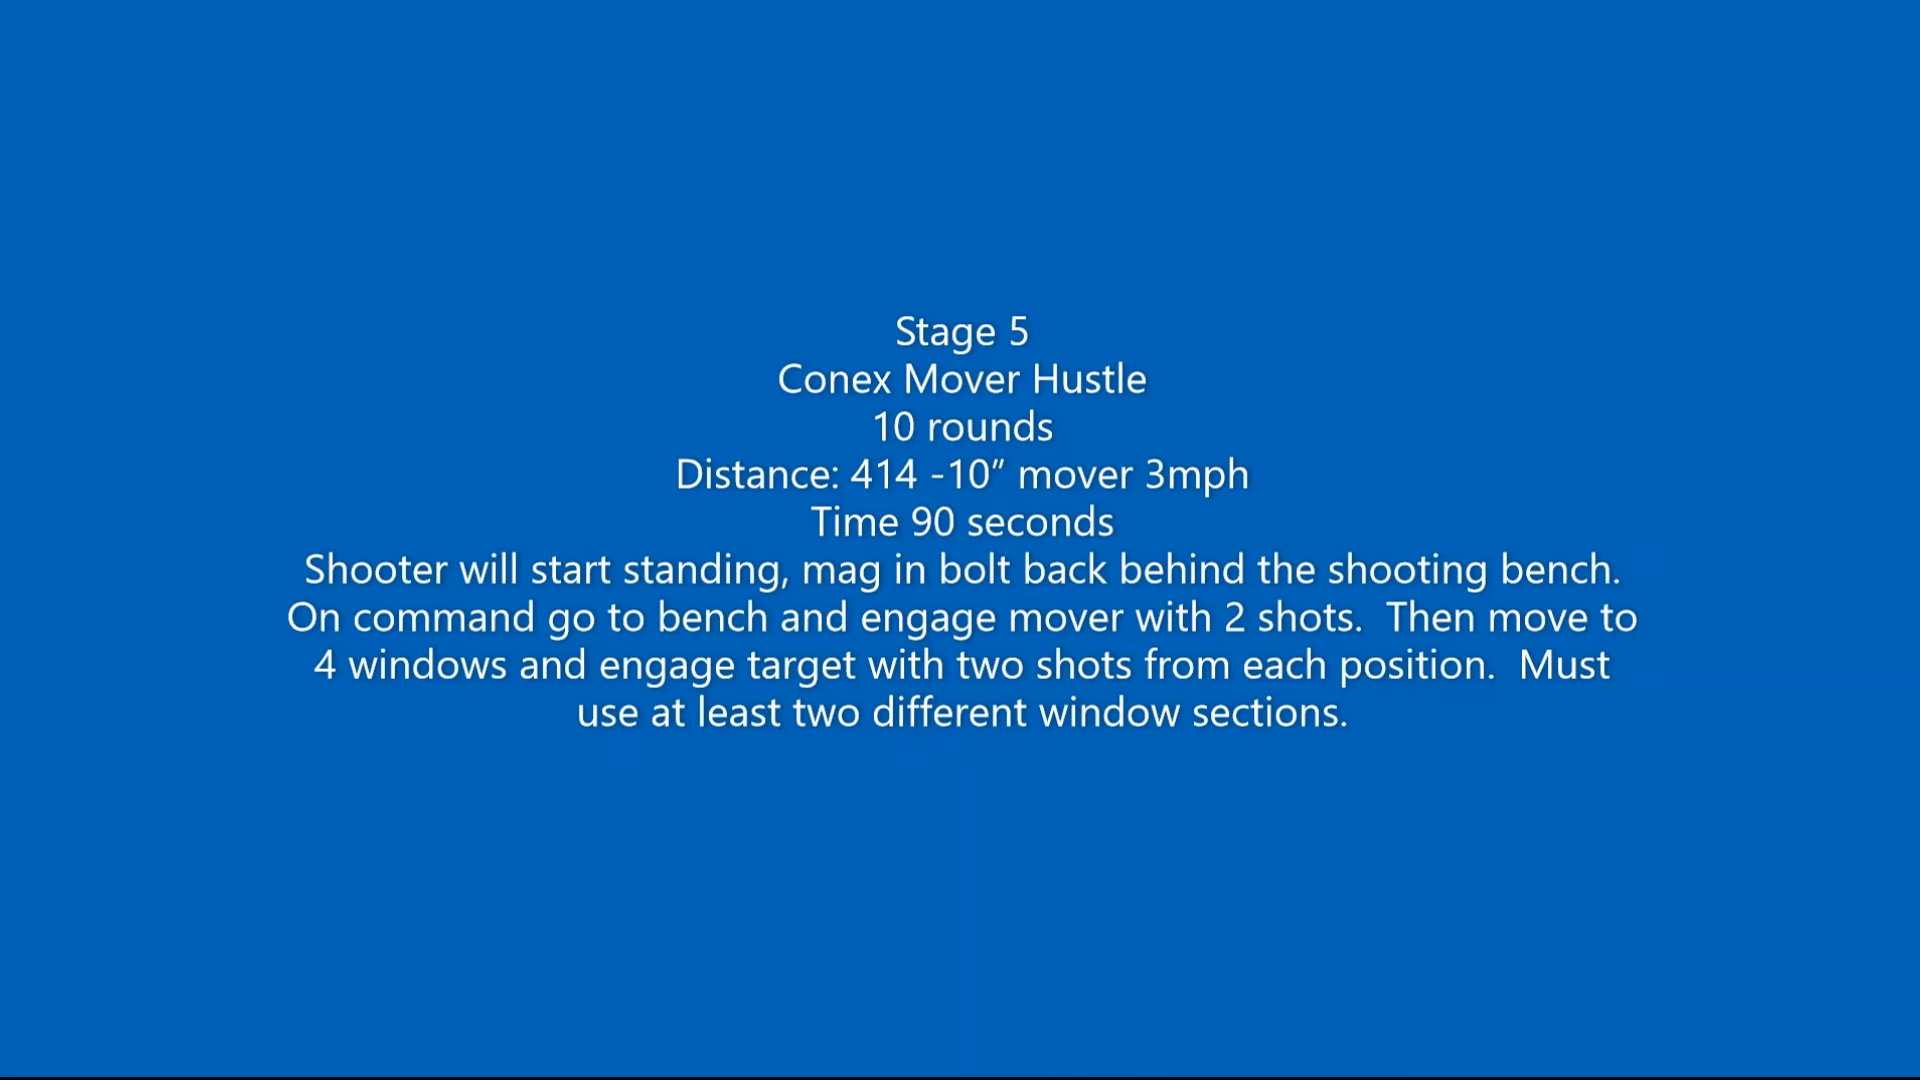 Stage 5
Conex Mover Hustle
10 rounds
Distance: 414 -10” mover 3mph
Time 90 seconds
Shooter will start standing, mag in bolt back behind the shooting bench.
On command go to bench and engage mover with 2 shots.  Then move to
4 windows and engage target with two shots from each position.  Must
use at least two different window sections.